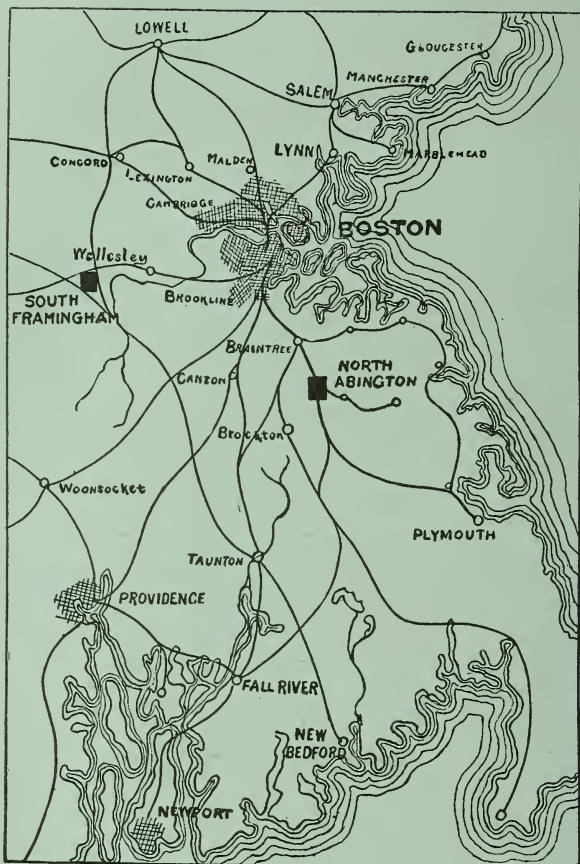 LOWELL
GLOUCESTER
MANCHESTER
SALEM
LYNN
MARBLEHEAD
MALDEN
CONCORD
LEXINGTON
CAMBRIDGE
BOSTON
Wellesley
SOUTH
FRAMINGHAM
BROOKLINE
BRAINTREE
NORTH
ABINGTON
CANTON
BROCKTON
WOONSOCKET
PLYMOUTH
TAUNTON
PROVIDENCE
FALL RIVER
NEW
BEDFORD
NEWPORT